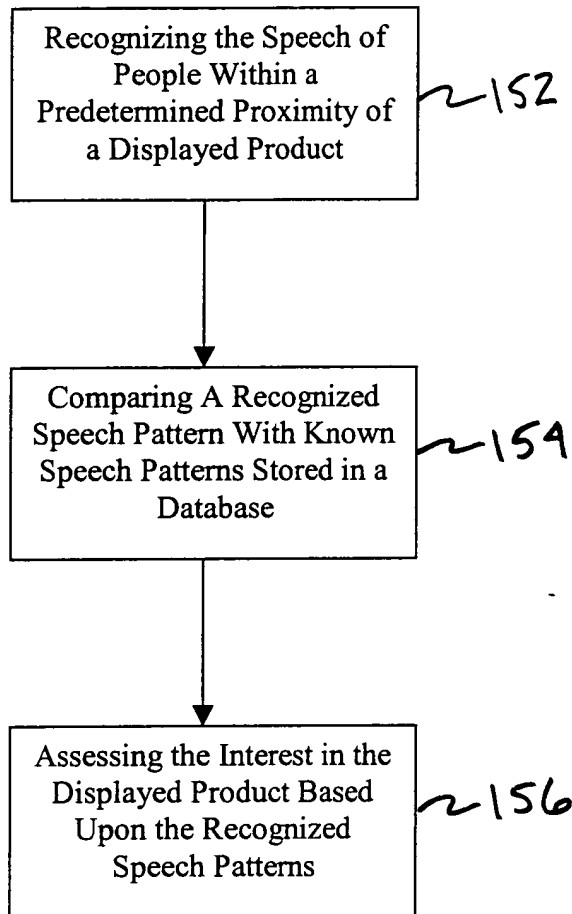 Recognizing the Speech of
People Within a
Predetermined Proximity of
a Displayed Product
152
Comparing A Recognized
Speech Pattern With Known
Speech Patterns Stored in a
Database
154
Assessing the Interest in the
Displayed Product Based
Upon the Recognized
Speech Patterns
156